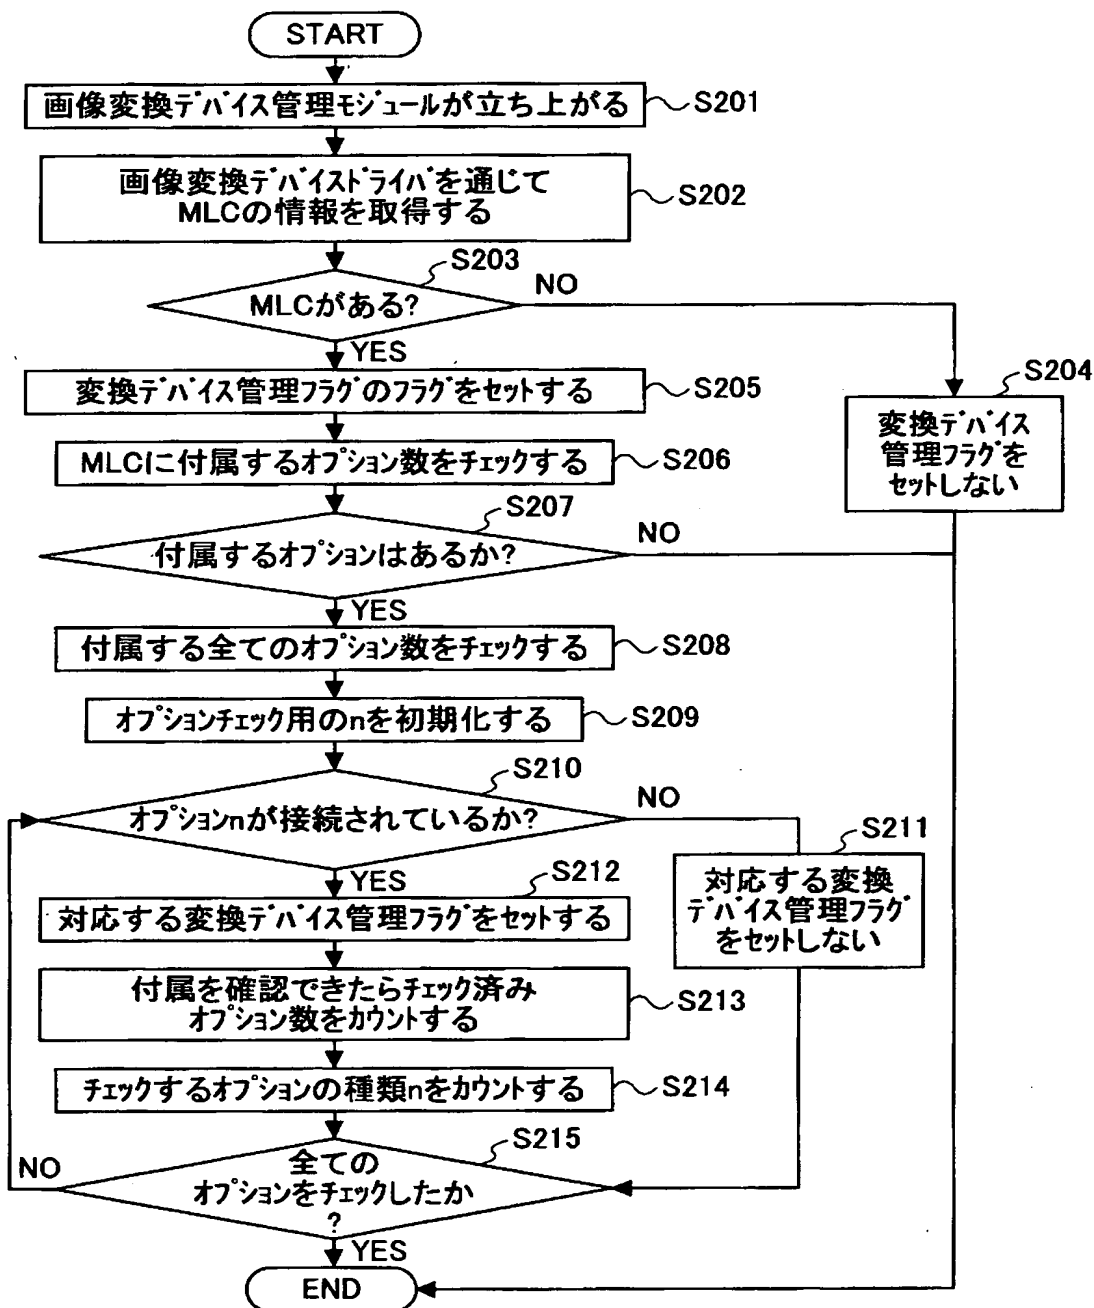 START
画像変換デバイス管理モジュールが立ち上がる
S201
画像変換デバイスドライバを通じて
MLCの情報を取得する
S202
S203
MLCがある?
NO
YES
変換デバイス管理フラグのフラグをセットする
S205
S204
変換デバイス
管理フラグを
セットしない
MLCに付属するオプション数をチェックする
S206
S207
付属するオプションはあるか?
NO
YES
付属する全てのオプション数をチェックする
S208
オプションチェック用のnを初期化する
S209
S210
オプションnが接続されているか?
NO
YES
S211
対応する変換
デバイス管理フラグ
をセットしない
S212
対応する変換デバイス管理フラグをセットする
付属を確認できたらチェック済み
オプション数をカウントする
S213
チェックするオプションの種類nをカウントする
S214
S215
全ての
オプションをチェックしたか
?
NO
YES
END